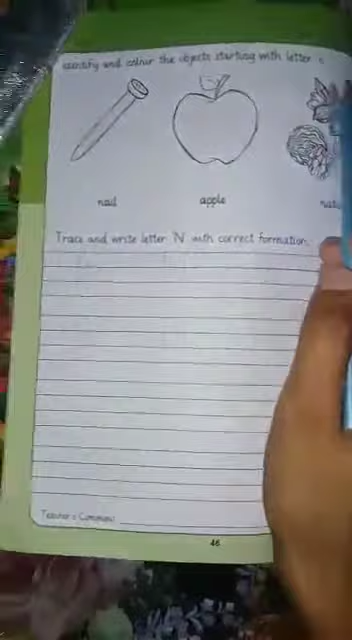 identify and colour the objects starting with letter
nail apple
Trace and write letter 'N' with correct formation.
Teacher's Comment
46